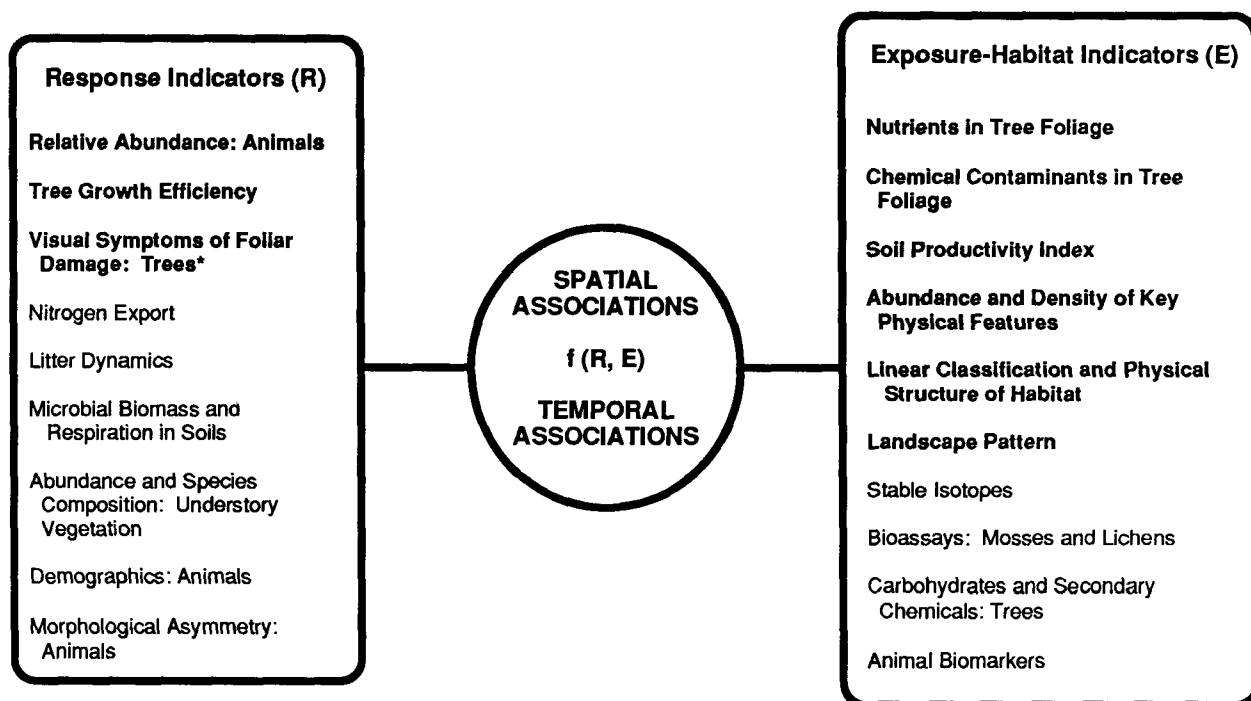 Response Indicators (R)
Relative Abundance: Animals
Tree Growth Efficiency
Visual Symptoms of Foliar
Damage: Trees*
Nitrogen Export
Litter Dynamics
Microbial Biomass and
Respiration in Soils
Abundance and Species
Composition: Understory
Vegetation
Demographics: Animals
Morphological Asymmetry:
Animals
SPATIAL
ASSOCIATIONS
f (R, E)
TEMPORAL
ASSOCIATIONS
Exposure-Habitat Indicators (E)
Nutrients in Tree Foliage
Chemical Contaminants in Tree
Foliage
Soil Productivity Index
Abundance and Density of Key
Physical Features
Linear Classification and Physical
Structure of Habitat
Landscape Pattern
Stable Isotopes
Bioassays: Mosses and Lichens
Carbohydrates and Secondary
Chemicals: Trees
Animal Biomarkers